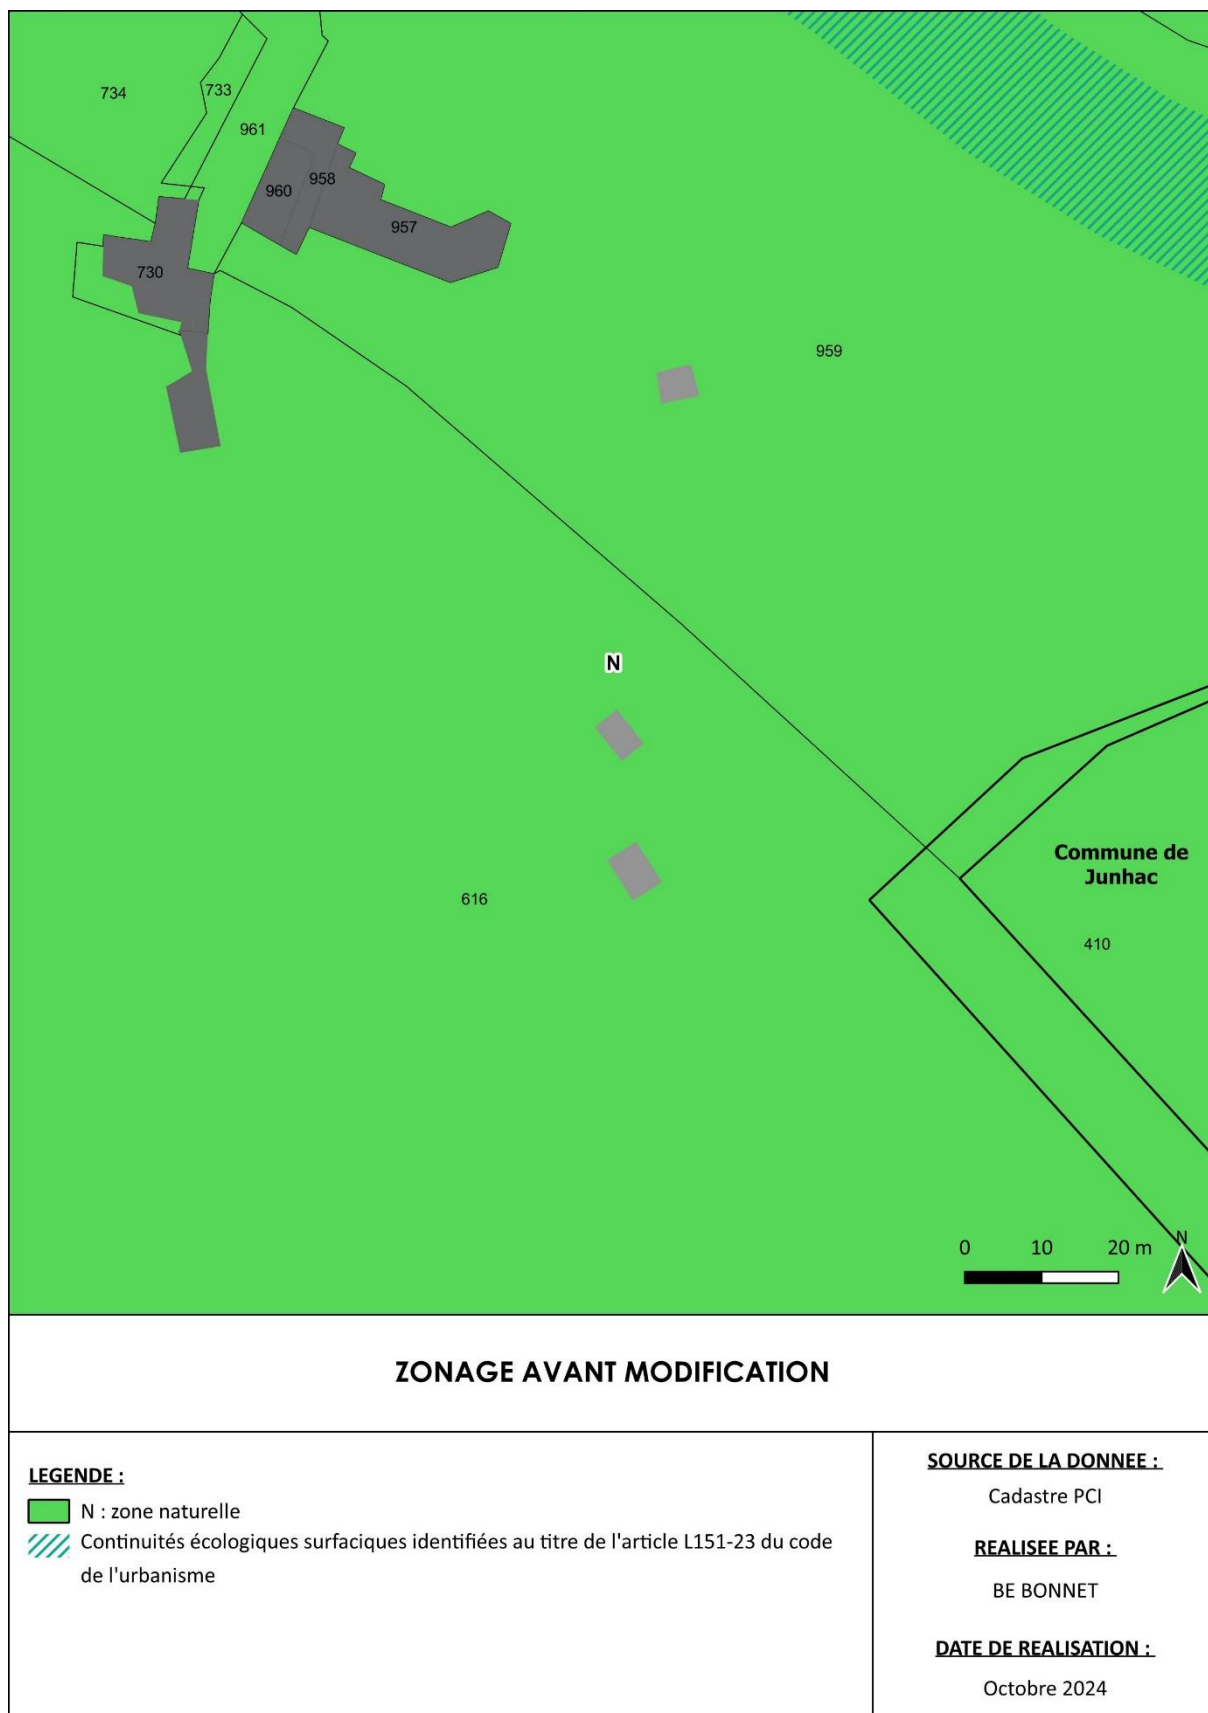 734
733
961
960
958
957
730
959
N
616
Commune de
Junhac
410
0 10 20 m
N
ZONAGE AVANT MODIFICATION
LEGENDE :
N : zone naturelle
Continuités écologiques surfaciques identifiées au titre de l'article L151-23 du code
de l'urbanisme
SOURCE DE LA DONNEE :
Cadastre PCI
REALISEE PAR :
BE BONNET
DATE DE REALISATION :
Octobre 2024